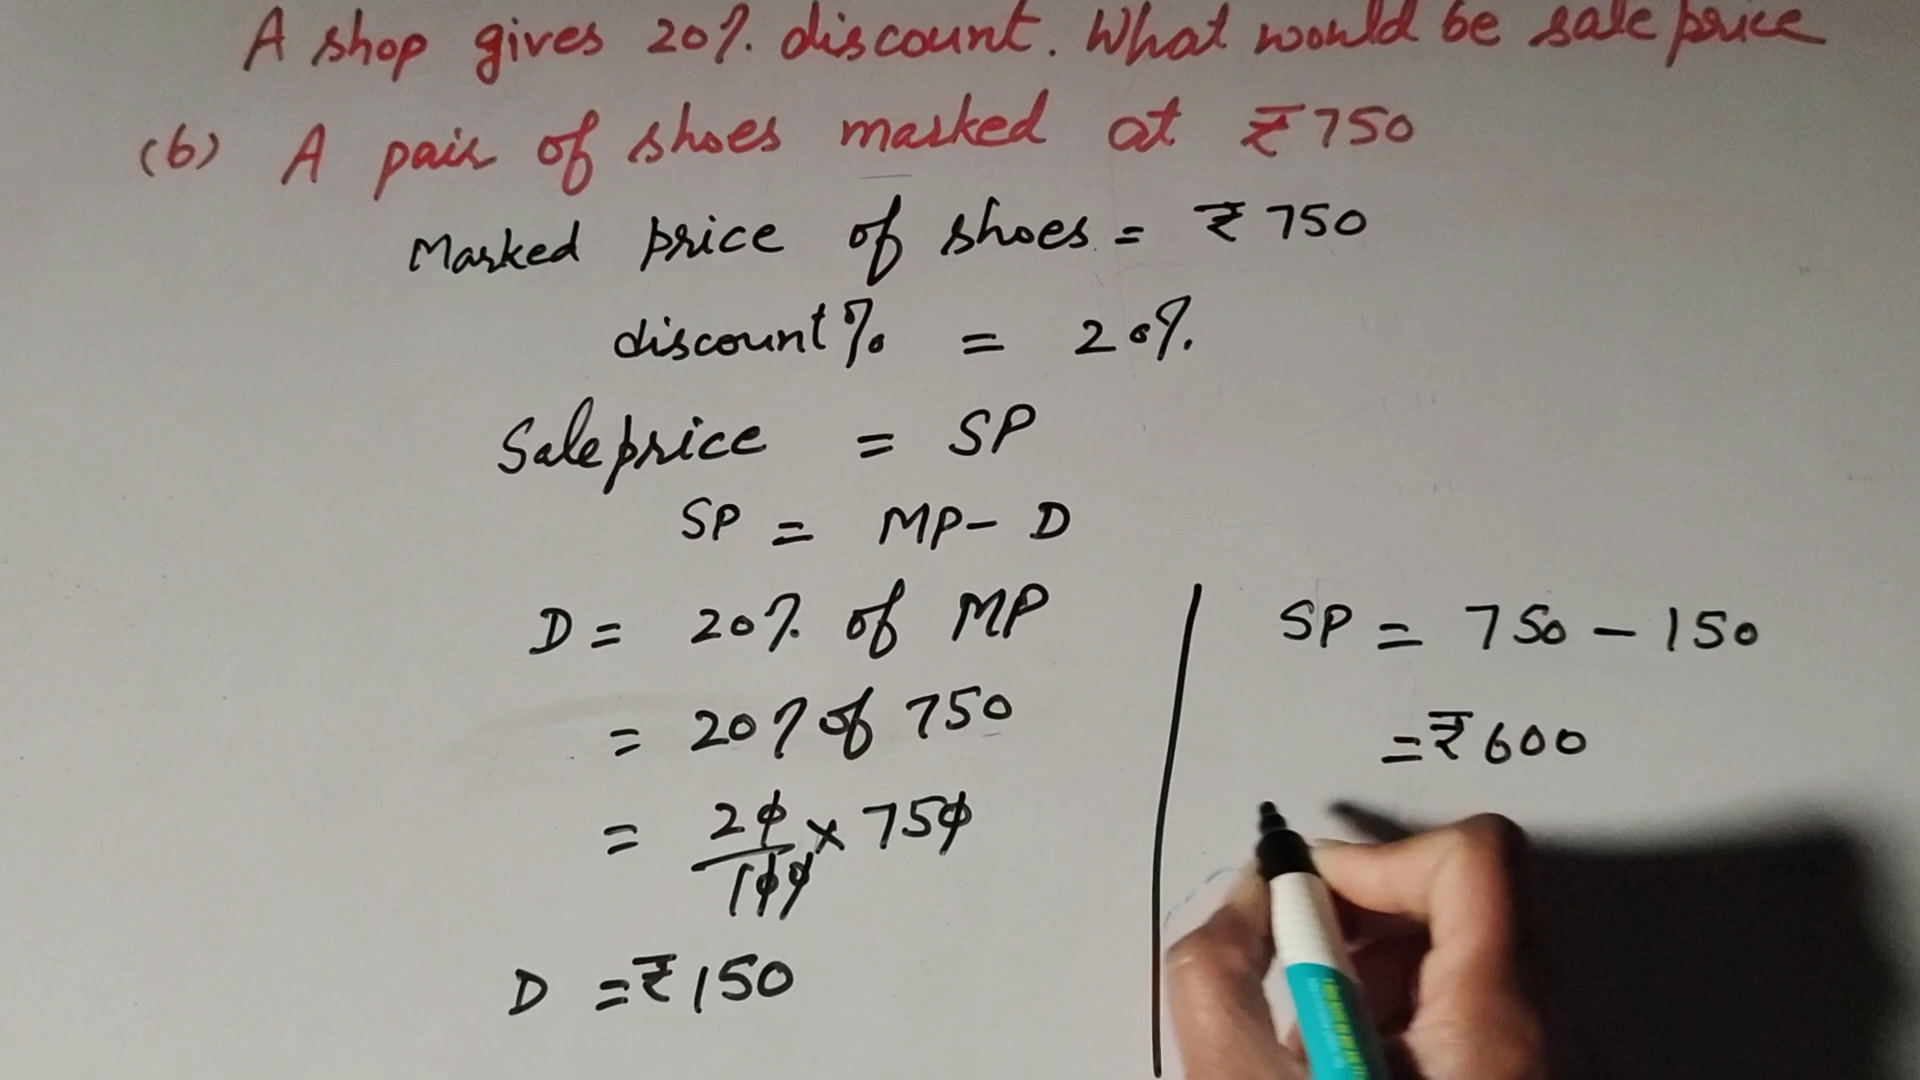 A shop gives 20% discount. What would be sale price
(b) A pair of shoes marked at ₹750
Marked price of shoes = ₹750
discount% = 20%.
Sale price = SP
SP = MP - D
D = 20% of MP
= 20% of 750
= 20/100 × 750
D = ₹150
SP = 750 - 150
= ₹600